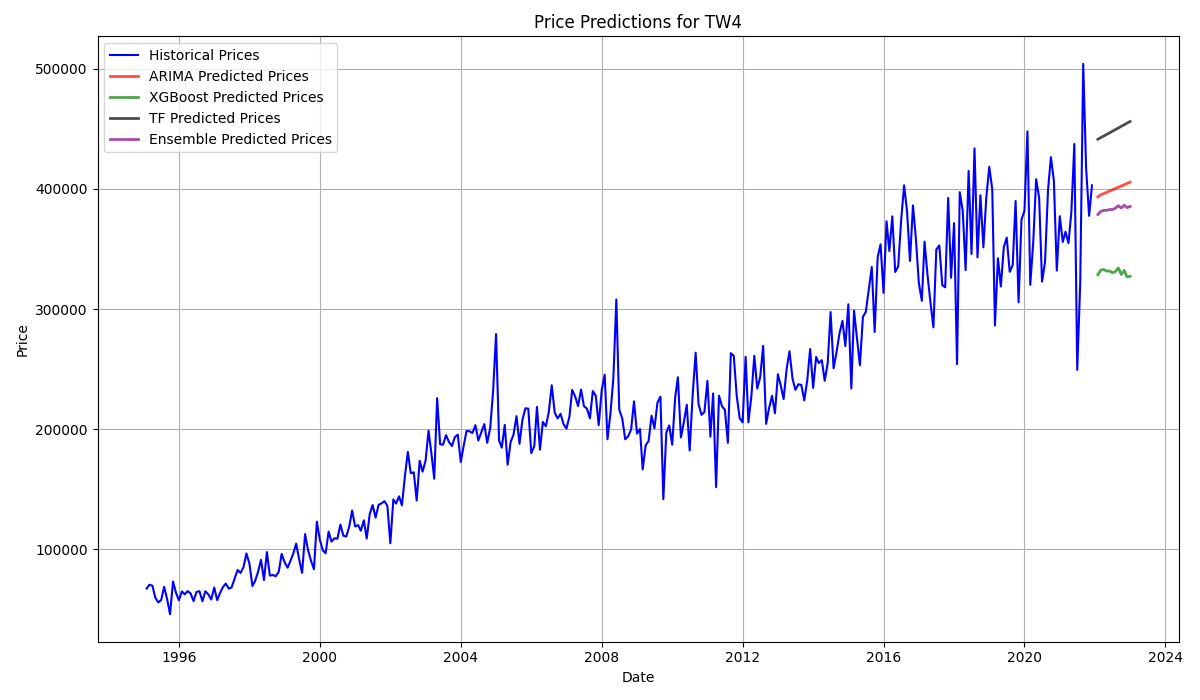 Price Predictions for TW4
Historical Prices
ARIMA Predicted Prices
XGBoost Predicted Prices
TF Predicted Prices
Ensemble Predicted Prices
500000
400000
300000
200000
100000
Price
1996
2000
2004
2008
2012
2016
2020
2024
Date